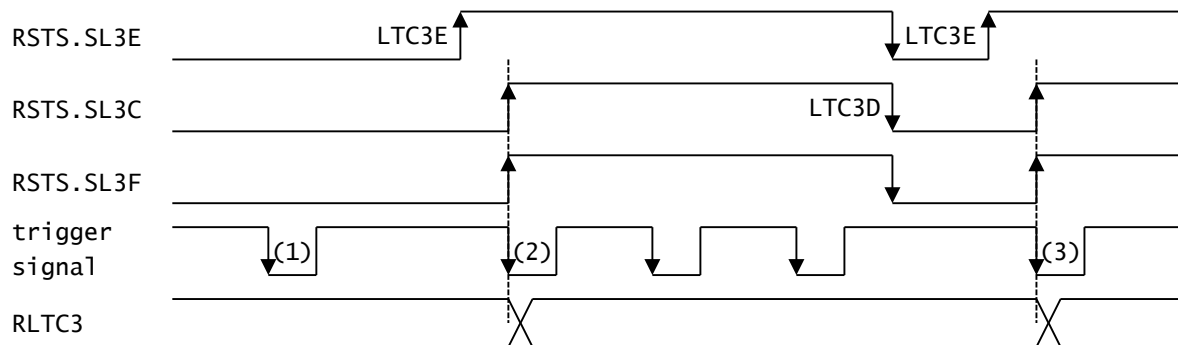 RSTS.SL3E LTC3E LTC3E
RSTS.SL3C LTC3D
RSTS.SL3F
trigger
signal (1) (2) (3)
RLTC3